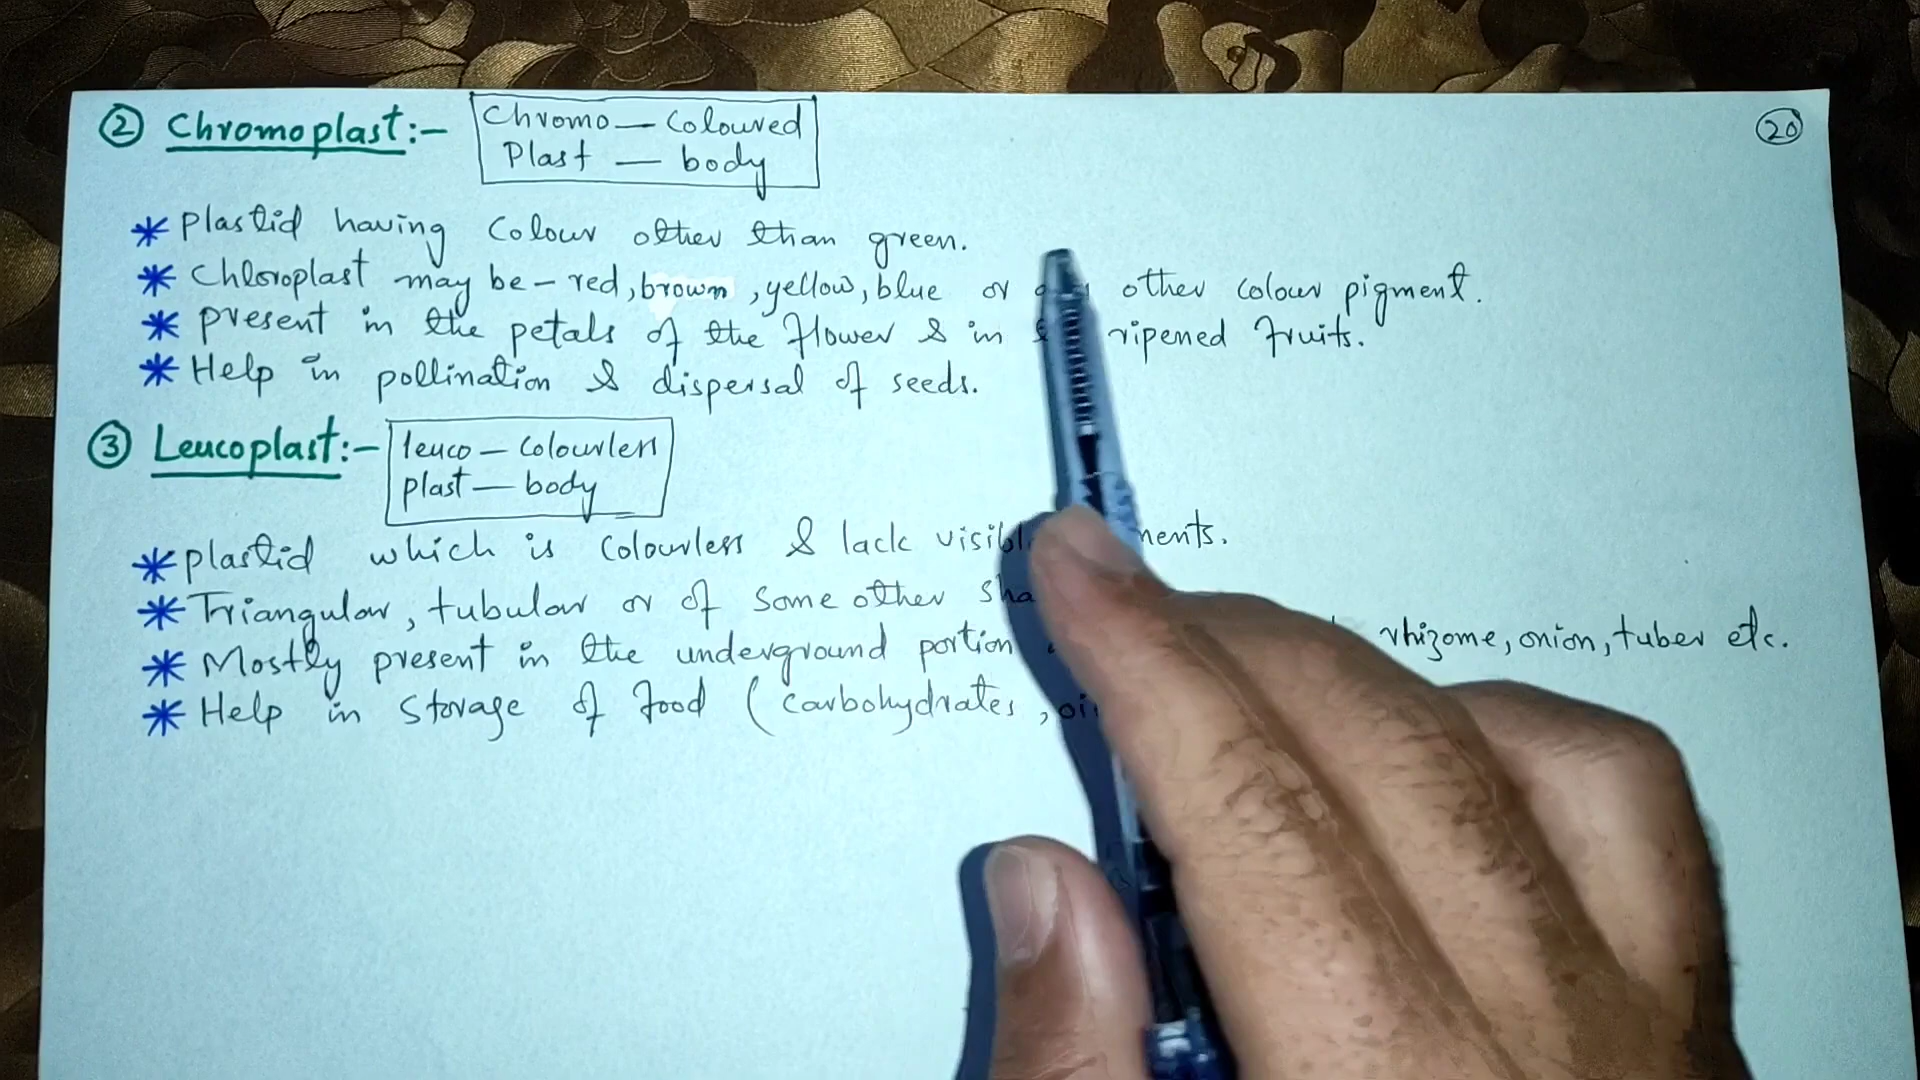 ② Chromoplast:- Chromo — Coloured
Plast — body
20
* Plastid having Colour other than green.
* Chloroplast may be – red, brown, yellow, blue or other colour pigment.
* present in the petals of the flower & in ripened fruits.
* Help in pollination & dispersal of seeds.
③ Leucoplast:- leuco — Colourless
plast — body
* plastid which is Colourless & lack
* Triangular, tubular or of Some other
* Mostly present in the underground portion rhizome, onion, tuber etc.
* Help in Storage of food (Carbohydrates,